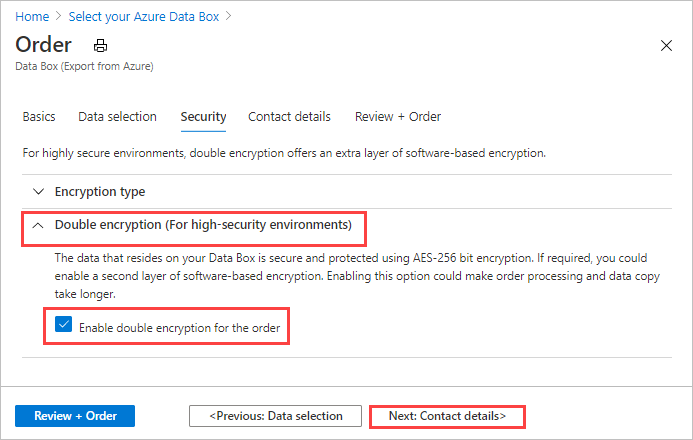 Home > Select your Azure Data Box >
Order
Data Box (Export from Azure)
Basics Data selection Security Contact details Review + Order
For highly secure environments, double encryption offers an extra layer of software-based encryption.
Encryption type
Double encryption (For high-security environments)
The data that resides on your Data Box is secure and protected using AES-256 bit encryption. If required, you could
enable a second layer of software-based encryption. Enabling this option could make order processing and data copy
take longer.
Enable double encryption for the order
Review + Order <Previous: Data selection Next: Contact details>